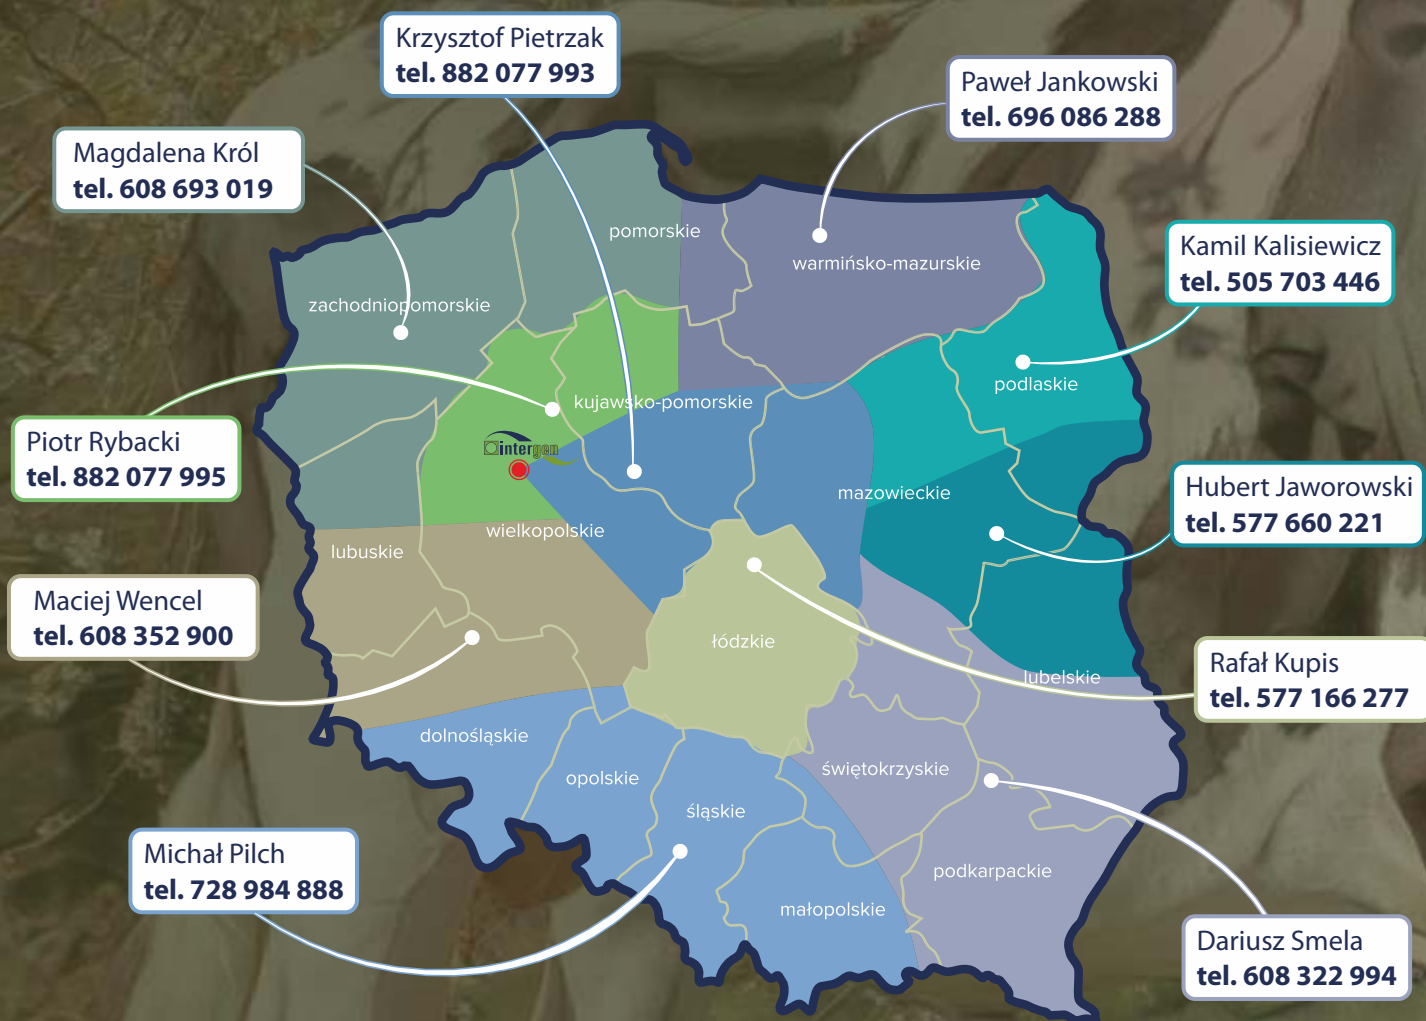 Krzysztof Pietrzak
tel. 882 077 993
Paweł Jankowski
tel. 696 086 288
Magdalena Król
tel. 608 693 019
Kamil Kalisiewicz
tel. 505 703 446
pomorskie
warmińsko-mazurskie
zachodniopomorskie
podlaskie
kujawsko-pomorskie
Piotr Rybacki
tel. 882 077 995
intergen
mazowieckie
Hubert Jaworowski
tel. 577 660 221
wielkopolskie
lubuskie
Maciej Wencel
tel. 608 352 900
łódzkie
lubelskie
Rafał Kupis
tel. 577 166 277
dolnośląskie
opolskie
świętokrzyskie
śląskie
Michał Pilch
tel. 728 984 888
podkarpackie
małopolskie
Dariusz Smela
tel. 608 322 994